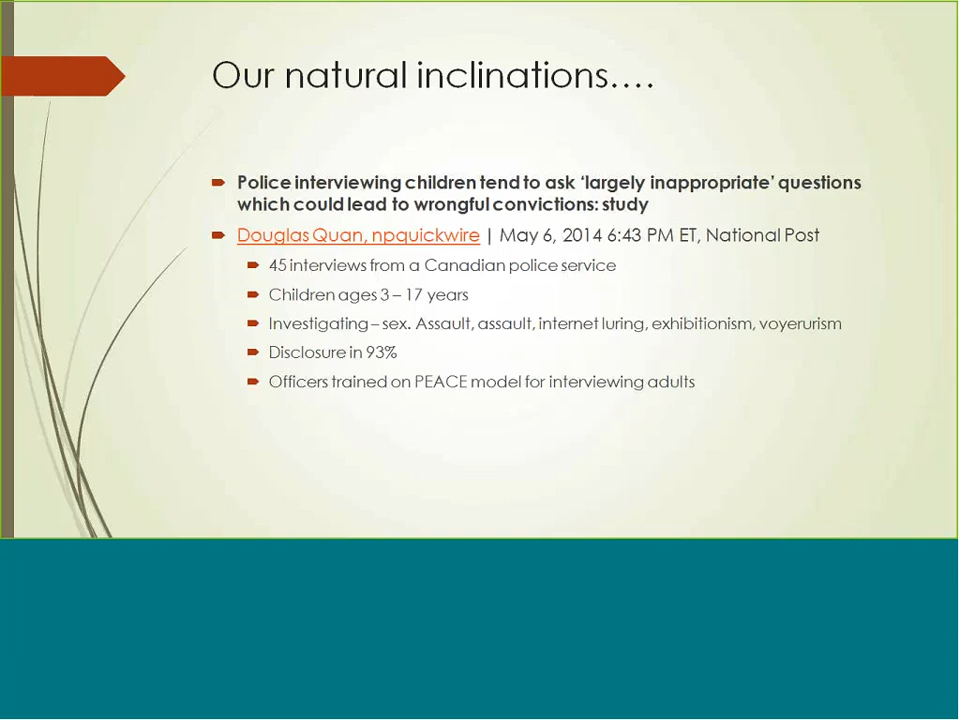 Our natural inclinations....
Police interviewing children tend to ask ‘largely inappropriate’ questions
which could lead to wrongful convictions: study
Douglas Quan, npquickwire | May 6, 2014 6:43 PM ET, National Post
45 interviews from a Canadian police service
Children ages 3 – 17 years
Investigating – sex. Assault, assault, internet luring, exhibitionism, voyerurism
Disclosure in 93%
Officers trained on PEACE model for interviewing adults